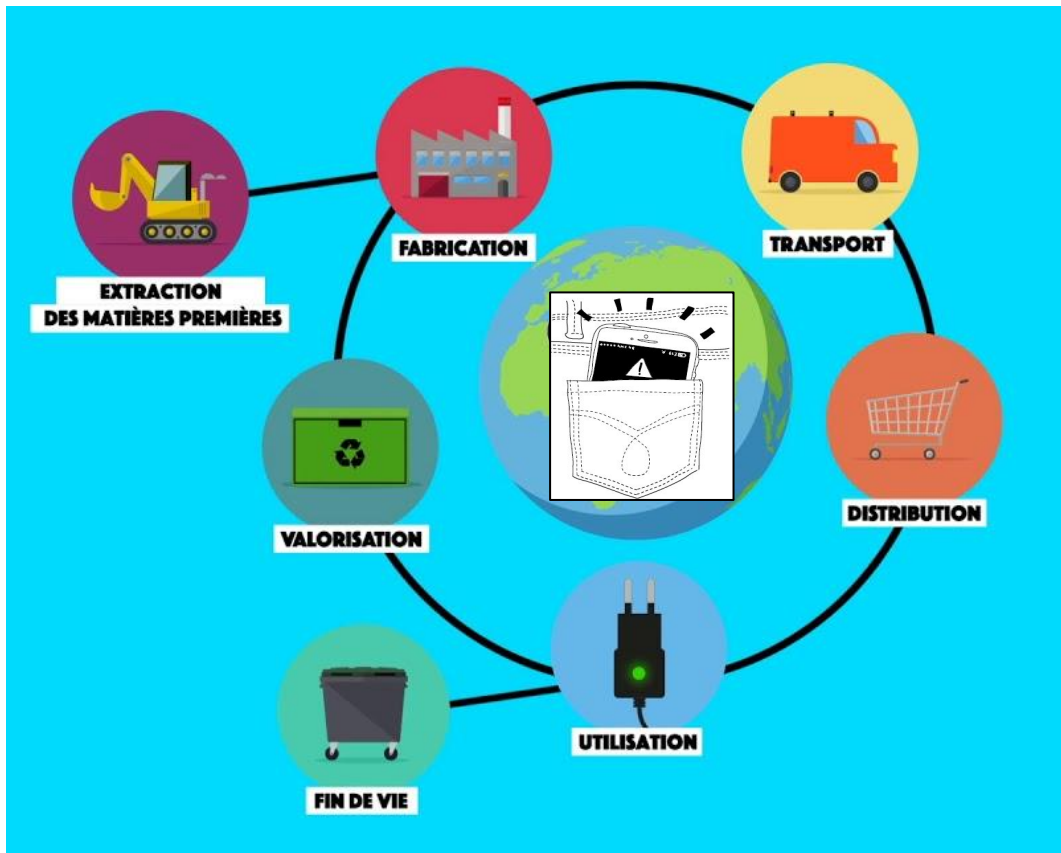 FABRICATION
TRANSPORT
EXTRACTION
DES MATIÈRES PREMIÈRES
DISTRIBUTION
VALORISATION
UTILISATION
FIN DE VIE